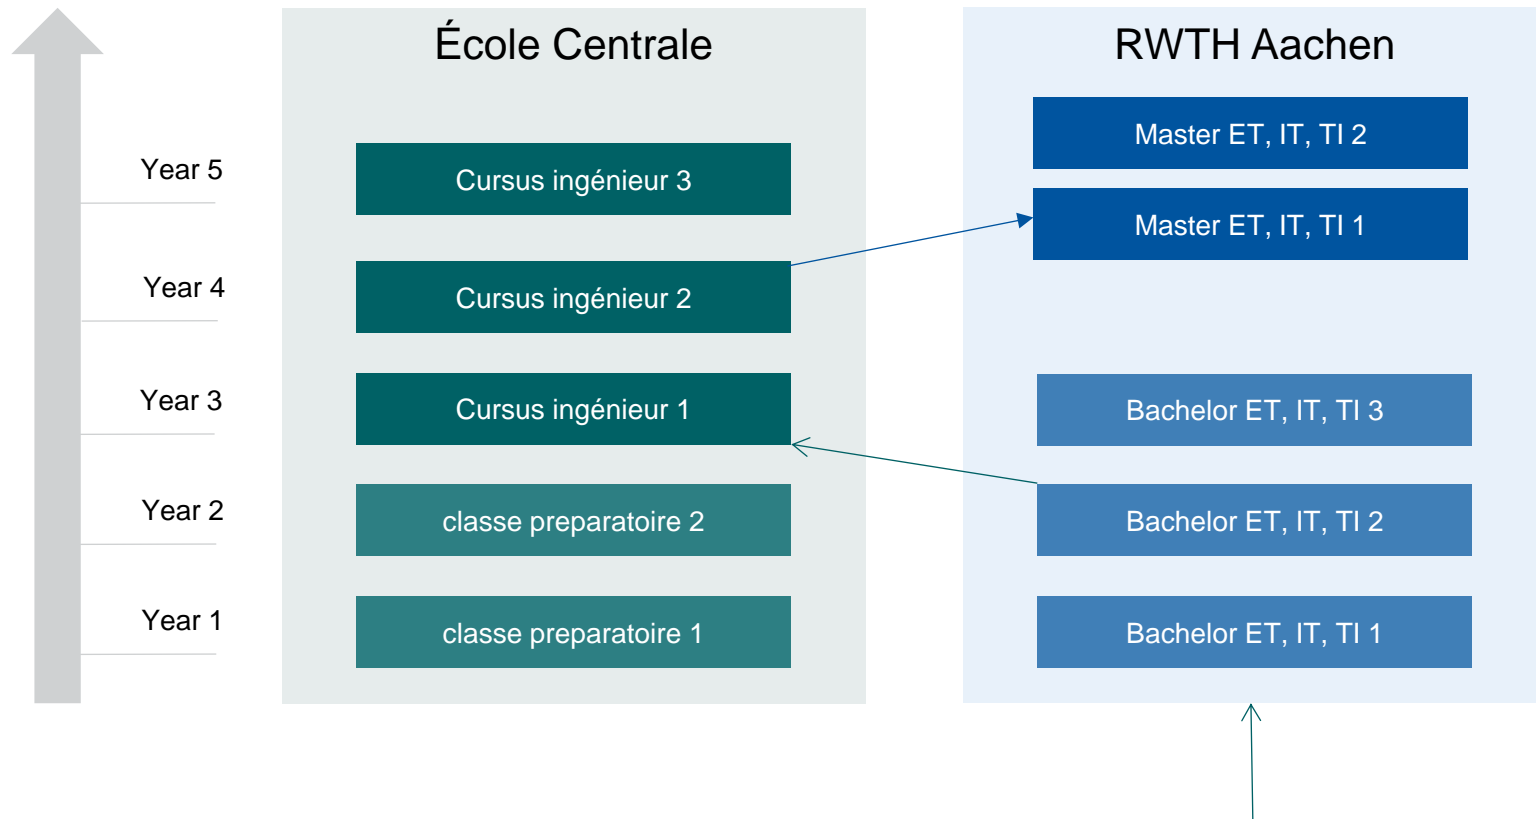 École Centrale
RWTH Aachen
Master ET, IT, TI 2
Year 5
Cursus ingénieur 3
Master ET, IT, TI 1
Year 4
Cursus ingénieur 2
Year 3
Cursus ingénieur 1
Bachelor ET, IT, TI 3
Year 2
classe preparatoire 2
Bachelor ET, IT, TI 2
Year 1
classe preparatoire 1
Bachelor ET, IT, TI 1